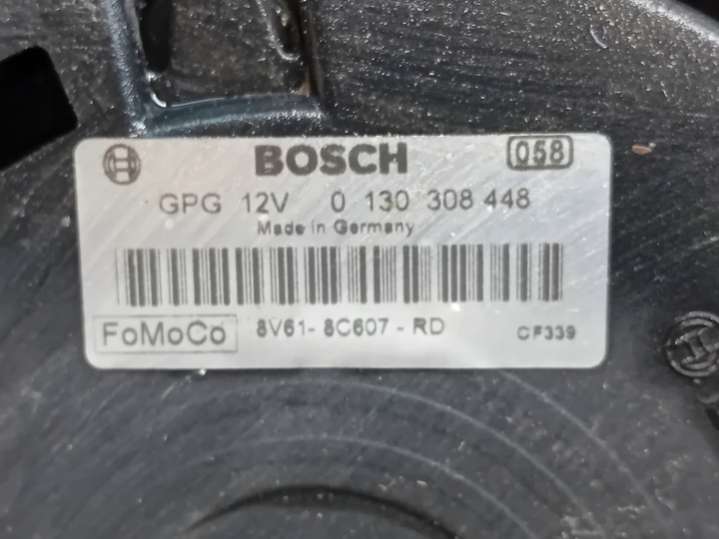 BOSCH 058
GPG 12V 0 130 308 448
Made in Germany
FoMoCo 8V61-8C607-RD CF339